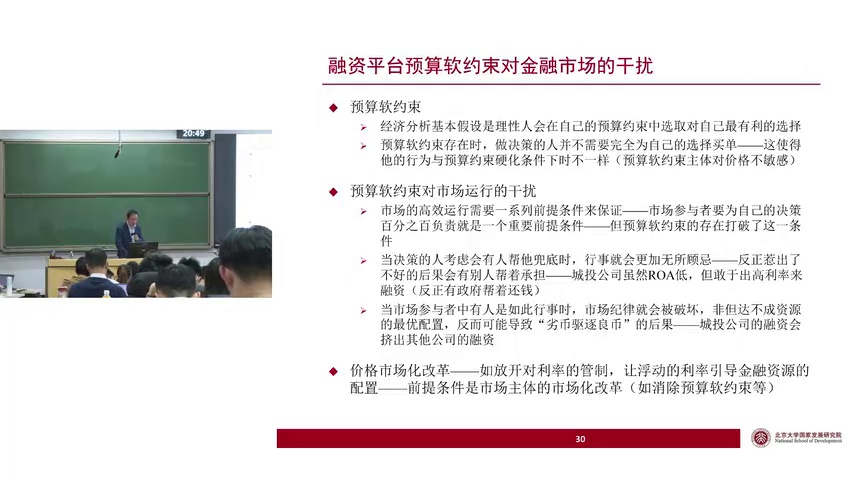 融资平台预算软约束对金融市场的干扰
20:49
◆ 预算软约束
➢ 经济分析基本假设是理性人会在自己的预算约束中选取对自己最有利的选择
➢ 预算软约束存在时，做决策的人并不需要完全为自己的选择买单——这使得
他的行为与预算约束硬化条件下时不一样（预算软约束主体对价格不敏感）
◆ 预算软约束对市场运行的干扰
➢ 市场的高效运行需要一系列前提条件来保证——市场参与者要为自己的决策
百分之百负责就是一个重要前提条件——但预算软约束的存在打破了这一条
件
➢ 当决策的人考虑会有人帮他兜底时，行事就会更加无所顾忌——反正惹出了
不好的后果会有别人帮着承担——城投公司虽然ROA低，但敢于出高利率来
融资（反正有政府帮着还钱）
➢ 当市场参与者中有人是如此行事时，市场纪律就会被破坏，非但达不成资源
的最优配置，反而可能导致“劣币驱逐良币”的后果——城投公司的融资会
挤出其他公司的融资
◆ 价格市场化改革——如放开对利率的管制，让浮动的利率引导金融资源的
配置——前提条件是市场主体的市场化改革（如消除预算软约束等）
30
北京大学国家发展研究院
National School of Development